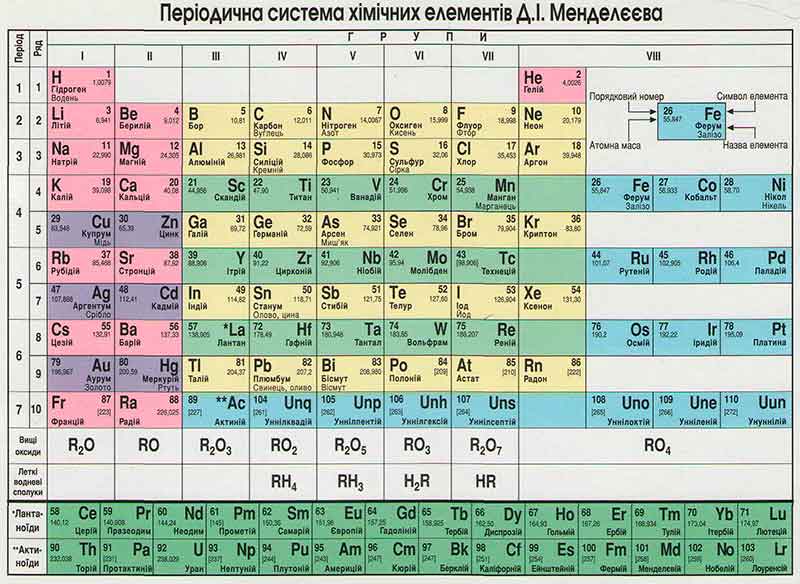 Періодична система хімічних елементів Д.І. Менделєєва
Період
Ряд
ГРУПИ
I II III IV V VI VII VIII
1 1
H 1
1,0079
Гідроген
Водень
He 2
4,0026
Гелій
Порядковий номер
Символ елемента
26 Fe
55,847
Ферум
Залізо
Атомна маса
Назва елемента
2 2
Li 3
6,941
Літій
Be 4
9,012
Берилій
B 5
10,81
Бор
C 6
12,011
Карбон
Вуглець
N 7
14,0067
Нітроген
Азот
O 8
15,999
Оксиген
Кисень
F 9
18,998
Флуор
Фтор
Ne 10
20,179
Неон
3 3
Na 11
22,990
Натрій
Mg 12
24,305
Магній
Al 13
26,981
Алюміній
Si 14
28,086
Силіцій
Кремній
P 15
30,973
Фосфор
S 16
32,06
Сульфур
Сірка
Cl 17
35,453
Хлор
Ar 18
39,948
Аргон
4 4
K 19
39,098
Калій
Ca 20
40,08
Кальцій
21 Sc
44,956
Скандій
22 Ti
47,90
Титан
23 V
50,941
Ванадій
24 Cr
51,996
Хром
25 Mn
54,938
Манган
Марганець
26 Fe
55,847
Ферум
Залізо
27 Co
58,933
Кобальт
28 Ni
58,70
Нікол
Нікель
5
29 Cu
63,546
Купрум
Мідь
30 Zn
65,39
Цинк
Ga 31
69,72
Галій
Ge 32
72,59
Германій
As 33
74,921
Арсен
Миш'як
Se 34
78,96
Селен
Br 35
79,904
Бром
Kr 36
83,80
Криптон
5 6
Rb 37
85,468
Рубідій
Sr 38
87,62
Стронцій
39 Y
88,906
Ітрій
40 Zr
91,22
Цирконій
41 Nb
92,906
Ніобій
42 Mo
95,94
Молібден
43 Tc
[98,906]
Технецій
44 Ru
101,07
Рутеній
45 Rh
102,905
Родій
46 Pd
106,4
Паладій
7
47 Ag
107,868
Аргентум
Срібло
48 Cd
112,41
Кадмій
In 49
114,82
Індій
Sn 50
118,71
Станум
Олово, цина
Sb 51
121,75
Стибій
Te 52
127,60
Телур
I 53
126,904
Іод
Йод
Xe 54
131,30
Ксенон
6 8
Cs 55
132,91
Цезій
Ba 56
137,33
Барій
57 *La
138,905
Лантан
72 Hf
178,49
Гафній
73 Ta
180,948
Тантал
74 W
183,85
Вольфрам
75 Re
186,207
Реній
76 Os
190,2
Осмій
77 Ir
192,22
Іридій
78 Pt
195,09
Платина
9
79 Au
196,967
Аурум
Золото
80 Hg
200,59
Меркурій
Ртуть
Tl 81
204,37
Талій
Pb 82
207,2
Плюмбум
Свинець, оливо
Bi 83
208,980
Бісмут
Вісмут
Po 84
[209]
Полоній
At 85
[210]
Астат
Rn 86
[222]
Радон
7 10
Fr 87
[223]
Францій
Ra 88
226,025
Радій
89 **Ac
[227]
Актиній
104 Unq
[261]
Уннілквадій
105 Unp
[262]
Уннілпентій
106 Unh
[263]
Уннілгексій
107 Uns
[262]
Уннілсептій
108 Uno
[265]
Уннілоктій
109 Une
[266]
Унніленій
110 Uun
[272]
Унуннілій
Вищі
оксиди
R2O RO R2O3 RO2 R2O5 RO3 R2O7 RO4
Леткі
водневі
сполуки
RH4 RH3 H2R HR
*Ланта-
ноїди
58 Ce
140,12
Церій
59 Pr
140,908
Празеодим
60 Nd
144,24
Неодим
61 Pm
[145]
Прометій
62 Sm
150,35
Самарій
63 Eu
151,96
Європій
64 Gd
157,25
Гадоліній
65 Tb
158,925
Тербій
66 Dy
162,50
Диспрозій
67 Ho
164,93
Гольмій
68 Er
167,26
Ербій
69 Tm
168,934
Тулій
70 Yb
173,04
Ітербій
71 Lu
174,97
Лютецій
**Акти-
ноїди
90 Th
232,038
Торій
91 Pa
[231]
Протактиній
92 U
238,029
Уран
93 Np
[237]
Нептуній
94 Pu
[244]
Плутоній
95 Am
[243]
Америцій
96 Cm
[247]
Кюрій
97 Bk
[247]
Берклій
98 Cf
[251]
Каліфорній
99 Es
[254]
Ейнштейній
100 Fm
[257]
Фермій
101 Md
[258]
Менделевій
102 No
[259]
Нобелій
103 Lr
[260]
Лоуренсій